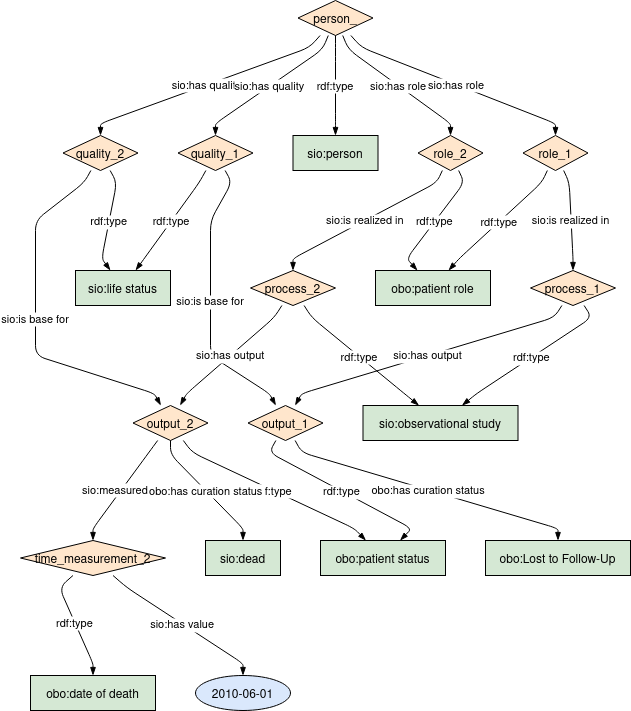 person_
sio:has quali
sio:has quality
rdf:type
sio:has role
sio:has role
quality_2
quality_1
sio:person
role_2
role_1
rdf:type
rdf:type
sio:is realized in
rdf:type
rdf:type
sio:is realized in
sio:life status
process_2
obo:patient role
process_1
sio:is base for
sio:is base for
sio:has output
rdf:type
sio:has output
rdf:type
output_2
output_1
sio:observational study
sio:measured
obo:has curation status
f:type
rdf:type
obo:has curation status
time_measurement_2
sio:dead
obo:patient status
obo:Lost to Follow-Up
rdf:type
sio:has value
obo:date of death
2010-06-01